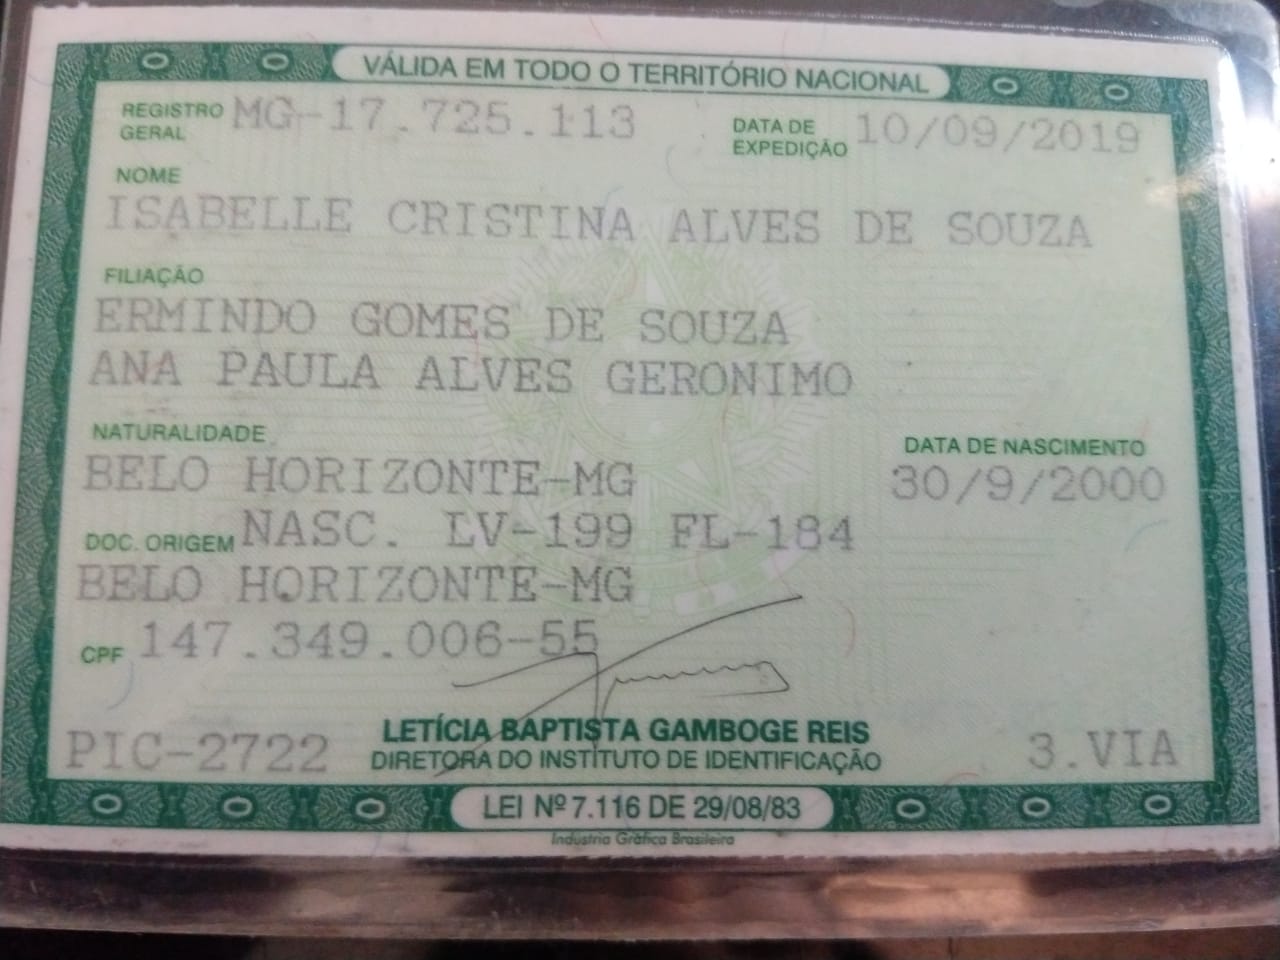 VÁLIDA EM TODO O TERRITÓRIO NACIONAL
REGISTRO GERAL MG-17.725.113 DATA DE EXPEDIÇÃO 10/09/2019
NOME
ISABELLE CRISTINA ALVES DE SOUZA
FILIAÇÃO
ERMINDO GOMES DE SOUZA
ANA PAULA ALVES GERONIMO
NATURALIDADE DATA DE NASCIMENTO
BELO HORIZONTE-MG 30/9/2000
DOC. ORIGEM NASC. LV-199 FL-184
BELO HORIZONTE-MG
CPF 147.349.006-55
LETÍCIA BAPTISTA GAMBOGE REIS
PIC-2722 DIRETORA DO INSTITUTO DE IDENTIFICAÇÃO 3.VIA
LEI Nº 7.116 DE 29/08/83
Indústria Gráfica Brasileira